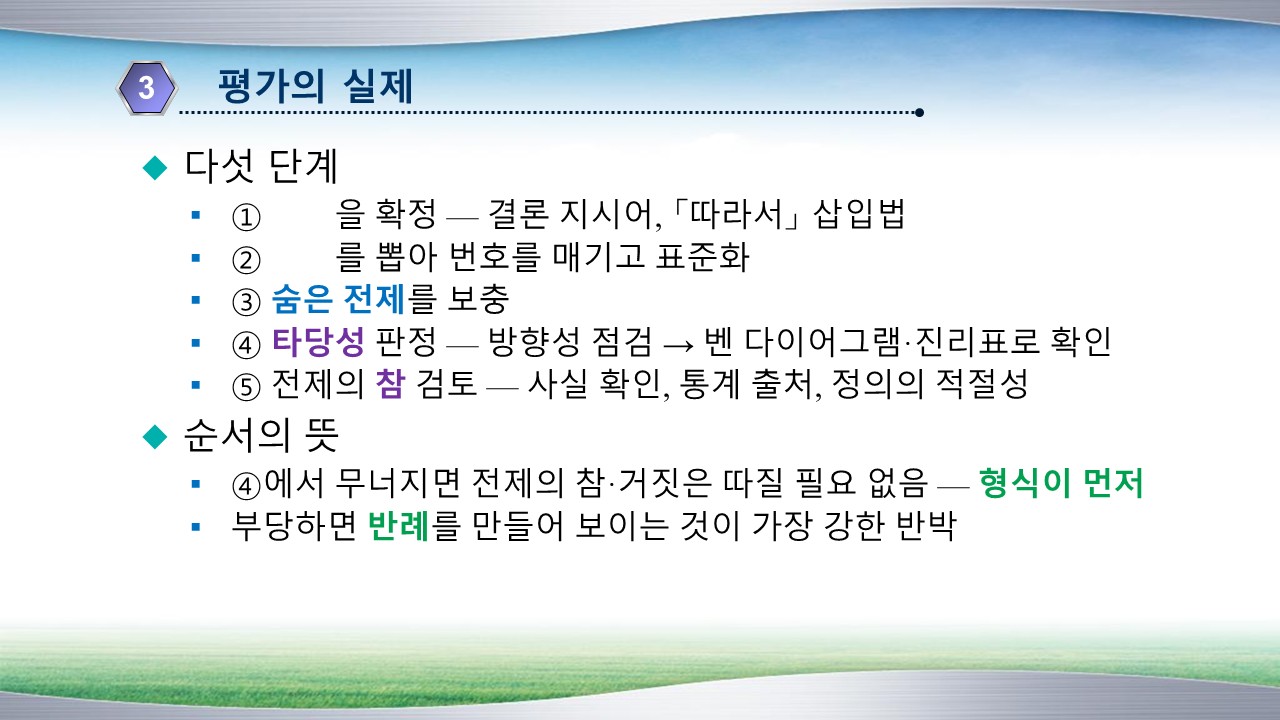 3 평가의 실제
◆ 다섯 단계
▪ ① 을 확정 — 결론 지시어, 「따라서」 삽입법
▪ ② 를 뽑아 번호를 매기고 표준화
▪ ③ 숨은 전제를 보충
▪ ④ 타당성 판정 — 방향성 점검 → 벤 다이어그램·진리표로 확인
▪ ⑤ 전제의 참 검토 — 사실 확인, 통계 출처, 정의의 적절성
◆ 순서의 뜻
▪ ④에서 무너지면 전제의 참·거짓은 따질 필요 없음 — 형식이 먼저
▪ 부당하면 반례를 만들어 보이는 것이 가장 강한 반박